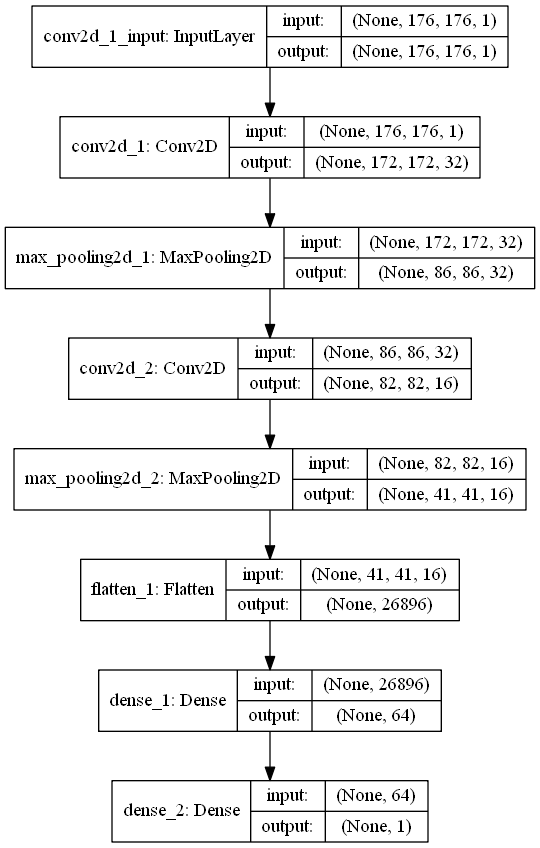 conv2d_1_input: InputLayer
input: (None, 176, 176, 1)
output: (None, 176, 176, 1)
conv2d_1: Conv2D
input: (None, 176, 176, 1)
output: (None, 172, 172, 32)
max_pooling2d_1: MaxPooling2D
input: (None, 172, 172, 32)
output: (None, 86, 86, 32)
conv2d_2: Conv2D
input: (None, 86, 86, 32)
output: (None, 82, 82, 16)
max_pooling2d_2: MaxPooling2D
input: (None, 82, 82, 16)
output: (None, 41, 41, 16)
flatten_1: Flatten
input: (None, 41, 41, 16)
output: (None, 26896)
dense_1: Dense
input: (None, 26896)
output: (None, 64)
dense_2: Dense
input: (None, 64)
output: (None, 1)